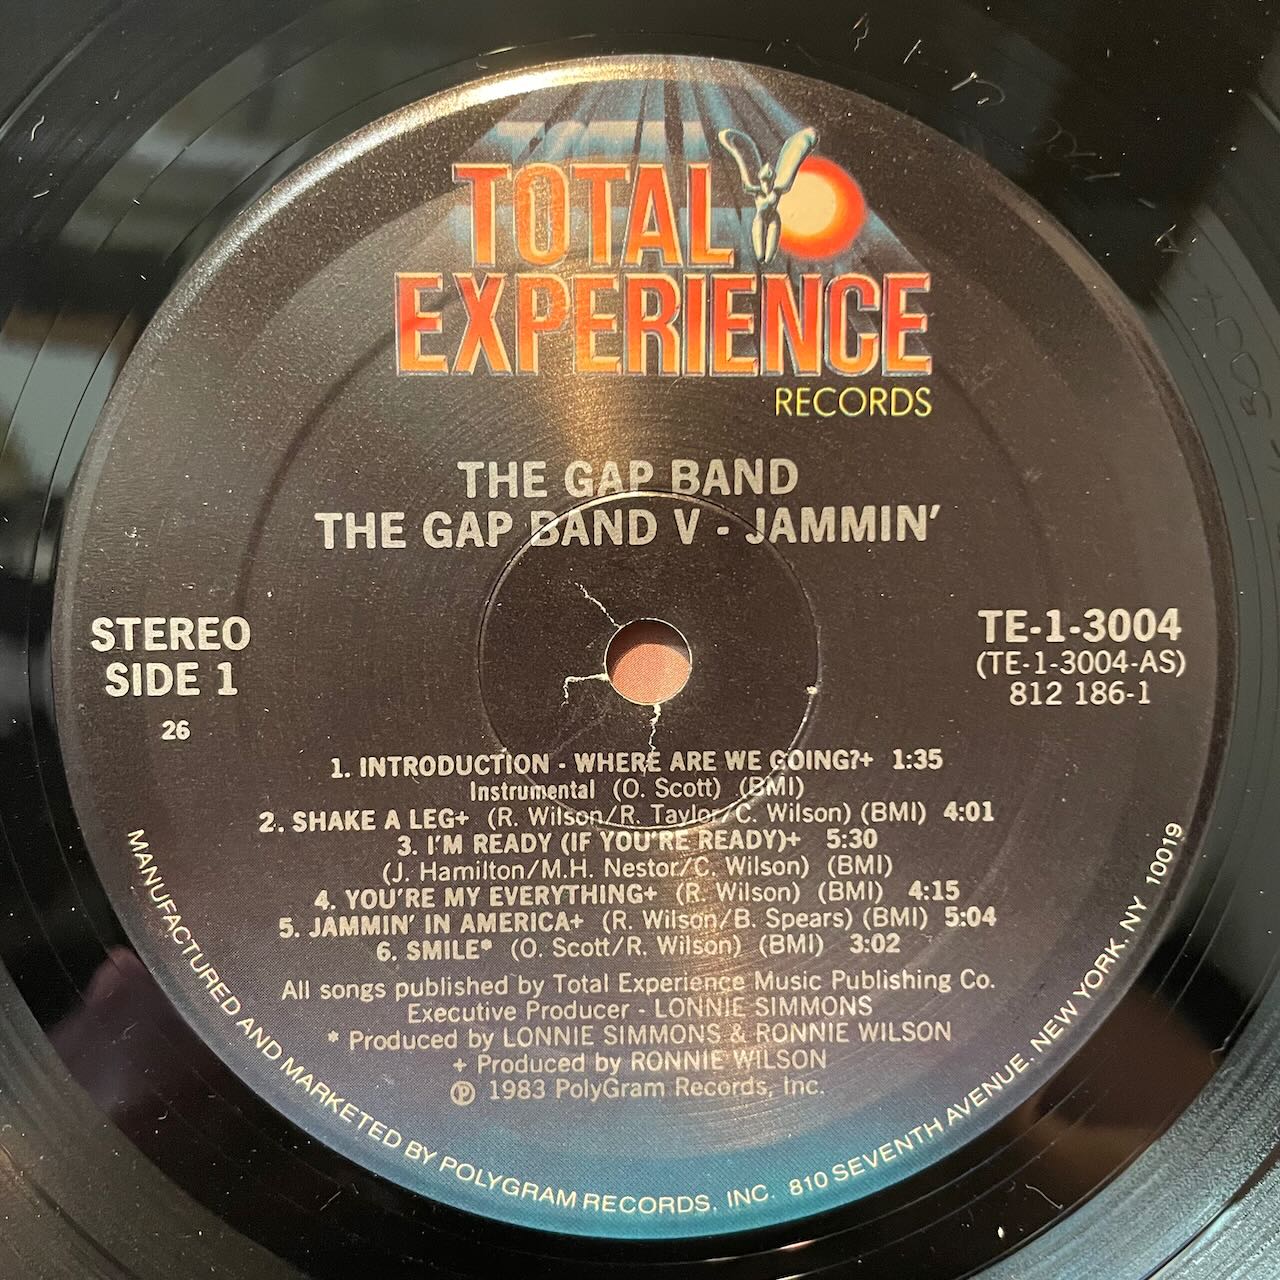 TOTAL
EXPERIENCE
RECORDS
THE GAP BAND
THE GAP BAND V - JAMMIN'
STEREO
SIDE 1
26
TE-1-3004
(TE-1-3004-AS)
812 186-1
1. INTRODUCTION - WHERE ARE WE GOING?+ 1:35
Instrumental (O. Scott) (BMI)
2. SHAKE A LEG+ (R. Wilson/R. Taylor/C. Wilson) (BMI) 4:01
3. I'M READY (IF YOU'RE READY)+ 5:30
(J. Hamilton/M.H. Nestor/C. Wilson) (BMI)
4. YOU'RE MY EVERYTHING+ (R. Wilson) (BMI) 4:15
5. JAMMIN' IN AMERICA+ (R. Wilson/B. Spears) (BMI) 5:04
6. SMILE* (O. Scott/R. Wilson) (BMI) 3:02
All songs published by Total Experience Music Publishing Co.
Executive Producer - LONNIE SIMMONS
* Produced by LONNIE SIMMONS & RONNIE WILSON
+ Produced by RONNIE WILSON
℗ 1983 PolyGram Records, Inc.
MANUFACTURED AND MARKETED BY POLYGRAM RECORDS, INC. 810 SEVENTH AVENUE, NEW YORK, NY 10019